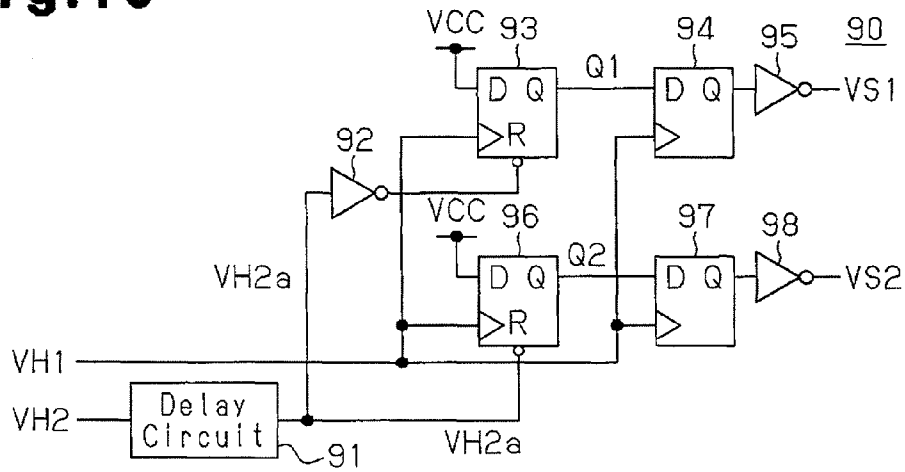 90
VCC 93 94 95
D Q Q1 D Q VS1
R
92
VCC 96 97 98
D Q Q2 D Q VS2
R
VH2a
VH1
VH2 Delay Circuit 91
VH2a